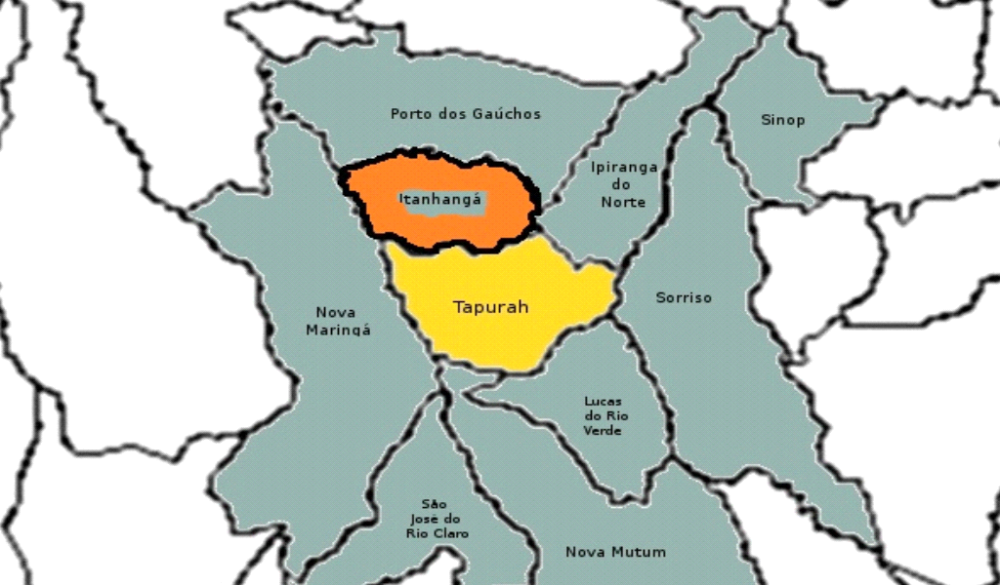 Porto dos Gaúchos
Sinop
Ipiranga
do
Norte
Itanhangá
Sorriso
Tapurah
Nova
Maringá
Lucas
do Rio
Verde
São
José do
Rio Claro
Nova Mutum